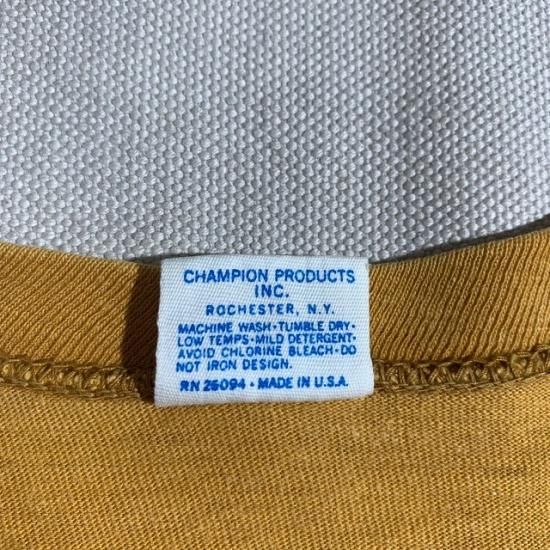 CHAMPION PRODUCTS
INC.
ROCHESTER, N.Y.
MACHINE WASH•TUMBLE DRY•
LOW TEMPS•MILD DETERGENT•
AVOID CHLORINE BLEACH•DO
NOT IRON DESIGN.
RN 26094 • MADE IN U.S.A.